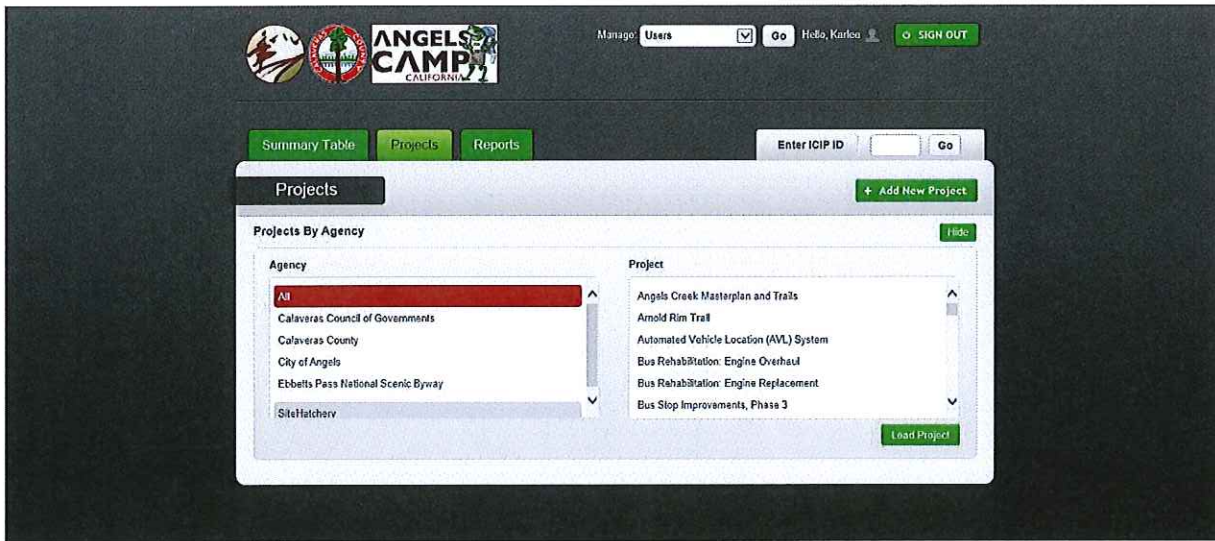 CALAVERAS COUNTY
ANGELS
CAMP
CALIFORNIA
Manage: Users Go Hello, Karlea SIGN OUT
Summary Table Projects Reports Enter ICIP ID Go
Projects + Add New Project
Projects By Agency Hide
Agency Project
All Angels Creek Masterplan and Trails
Calaveras Council of Governments Arnold Rim Trail
Calaveras County Automated Vehicle Location (AVL) System
City of Angels Bus Rehabilitation: Engine Overhaul
Ebbetts Pass National Scenic Byway Bus Rehabilitation: Engine Replacement
SiteHatchery Bus Stop Improvements, Phase 3
Load Project